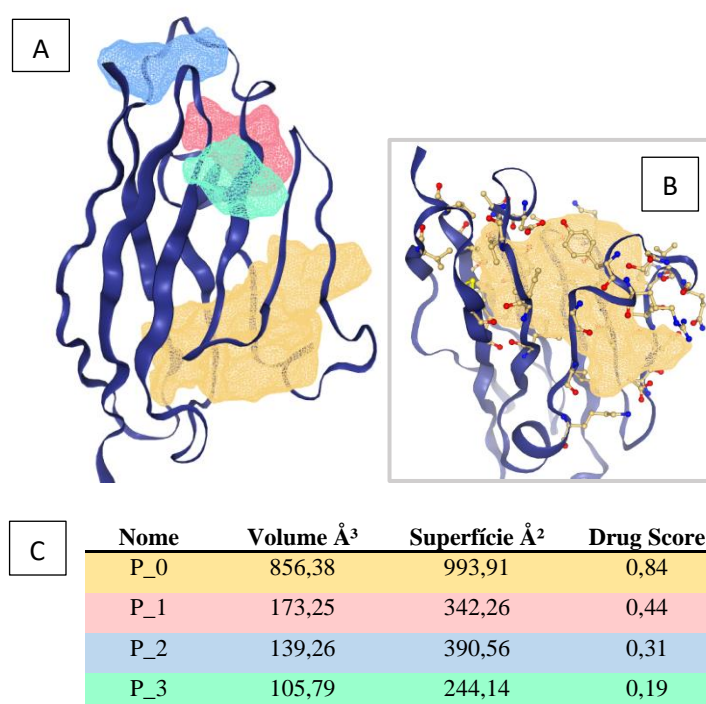 A
B
C
Nome Volume Å³ Superfície Å² Drug Score
P_0 856,38 993,91 0,84
P_1 173,25 342,26 0,44
P_2 139,26 390,56 0,31
P_3 105,79 244,14 0,19